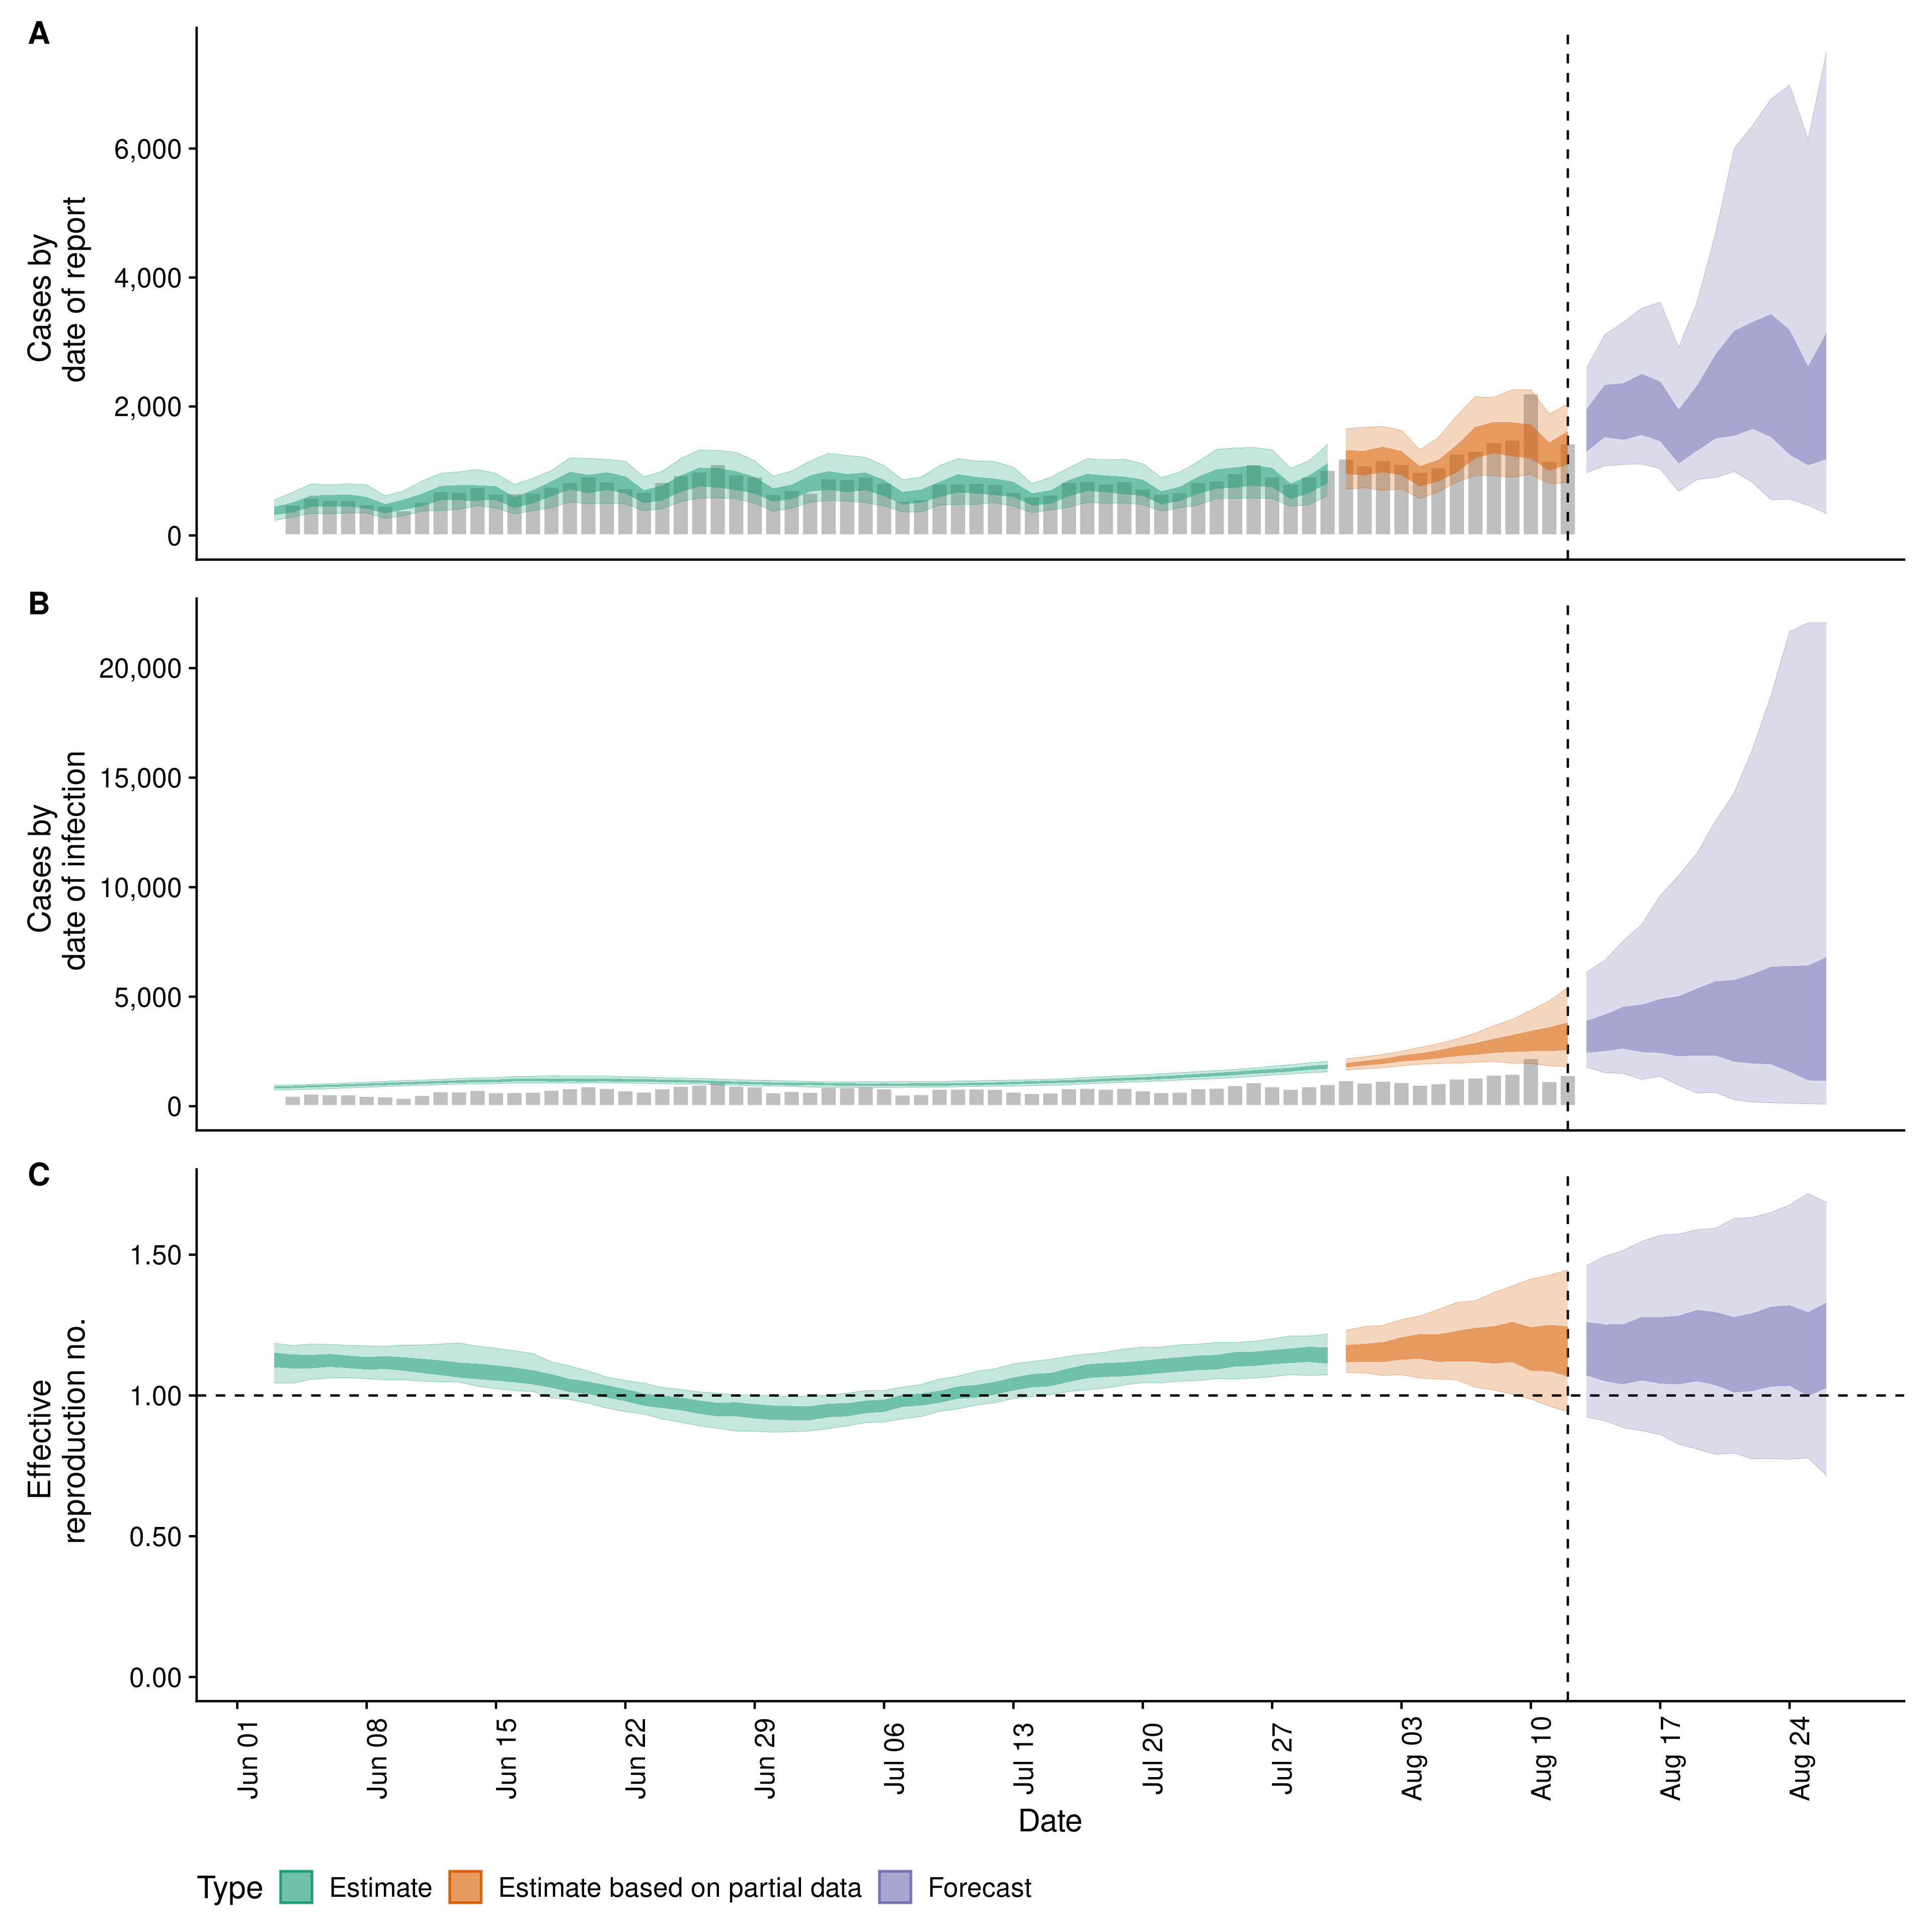 A
Cases by
date of report
6,000
4,000
2,000
0
B
Cases by
date of infection
20,000
15,000
10,000
5,000
0
C
Effective
reproduction no.
1.50
1.00
0.50
0.00
Jun 01
Jun 08
Jun 15
Jun 22
Jun 29
Jul 06
Jul 13
Jul 20
Jul 27
Aug 03
Aug 10
Aug 17
Aug 24
Date
Type Estimate Estimate based on partial data Forecast